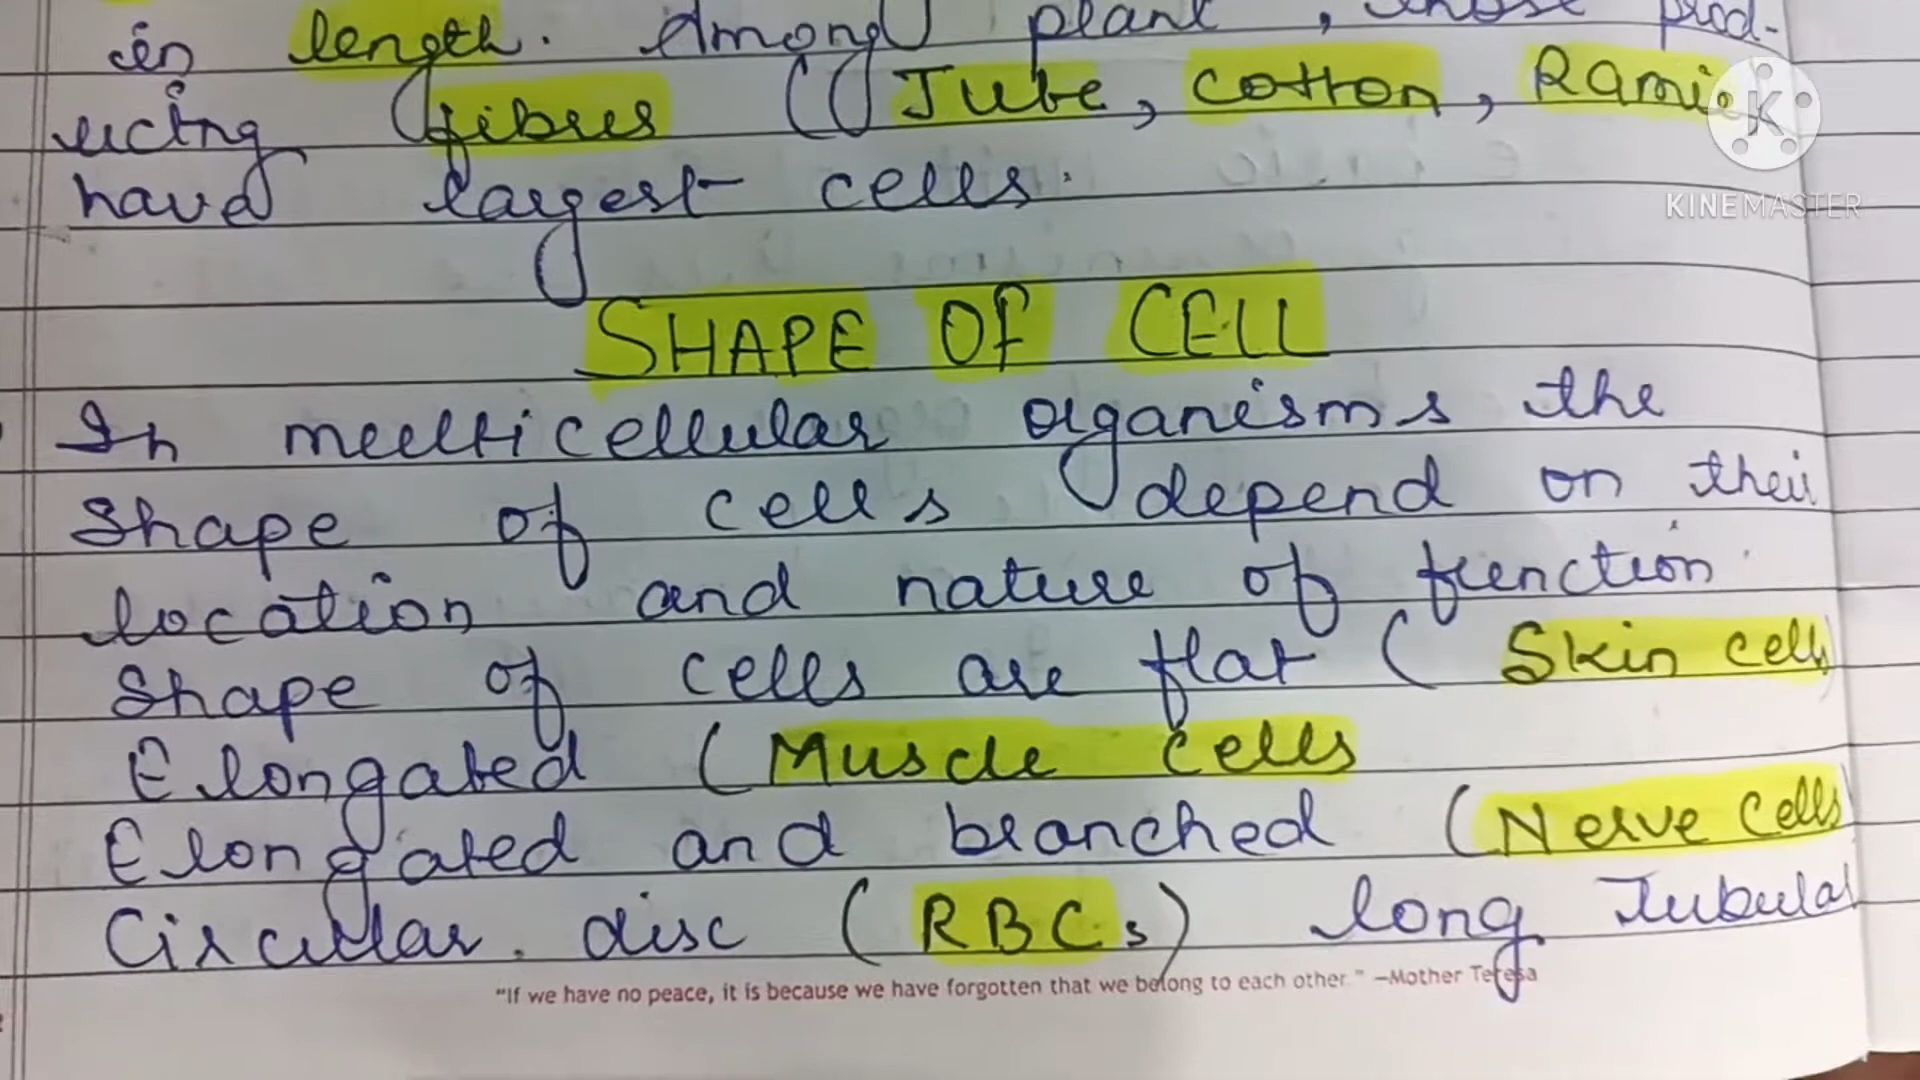 in length. Among plant, those prod-
ucing fibres (Jute, Cotton, Ramie
have largest cells.
SHAPE OF CELL
In multicellular organisms the
shape of cells depend on their
location and nature of function.
Shape of cells are flat (Skin cells)
Elongated (Muscle cells
Elongated and branched (Nerve cells)
Circular. disc (RBCs) long Tubular
"If we have no peace, it is because we have forgotten that we belong to each other." —Mother Teresa
K
KINEMASTER